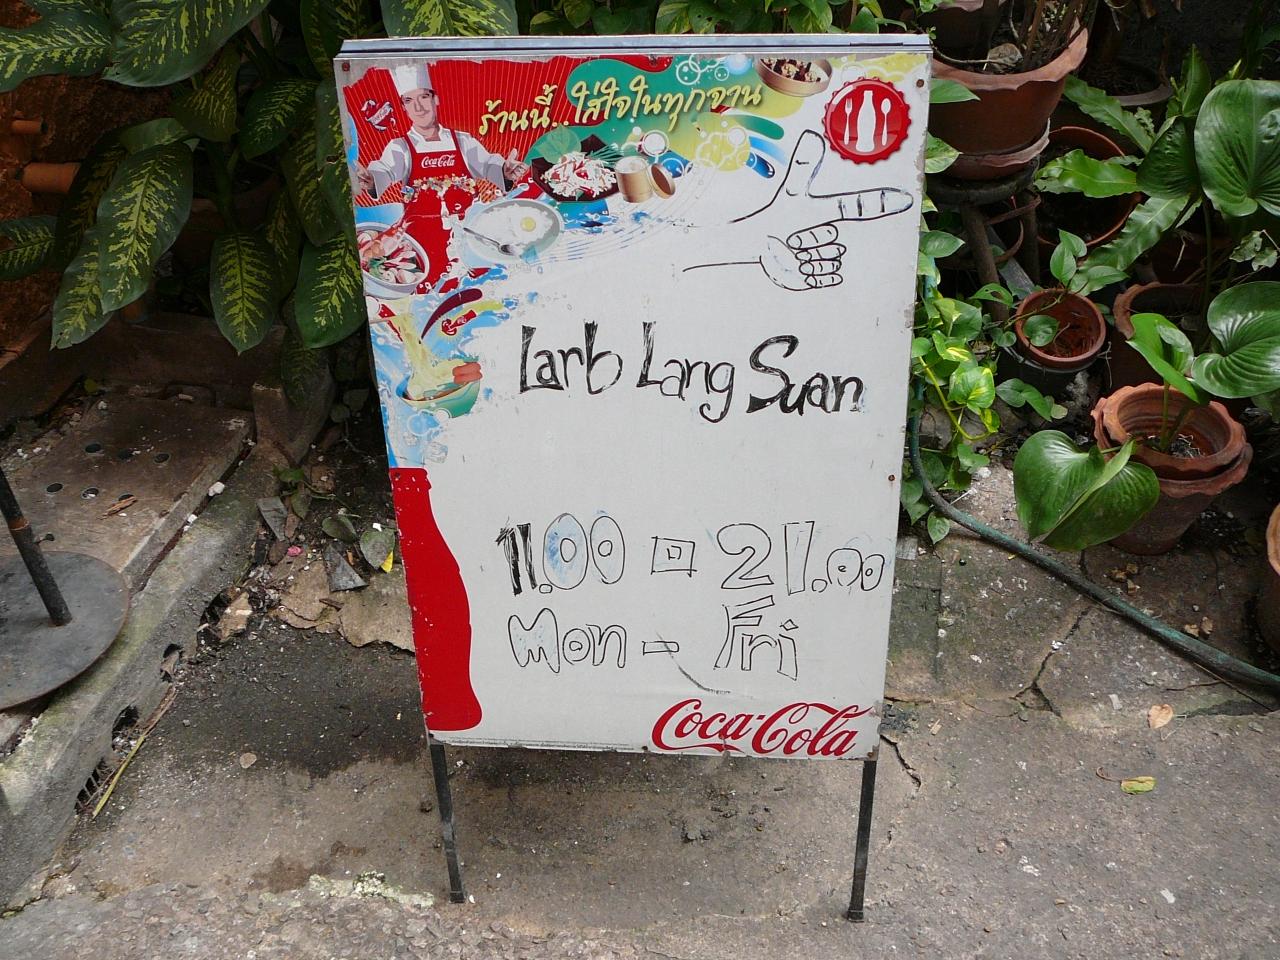 ร้านนี้...ใส่ใจในทุกจาน
Coca-Cola
Larb Lang Suan
11.00 - 21.00
Mon - Fri
Coca-Cola